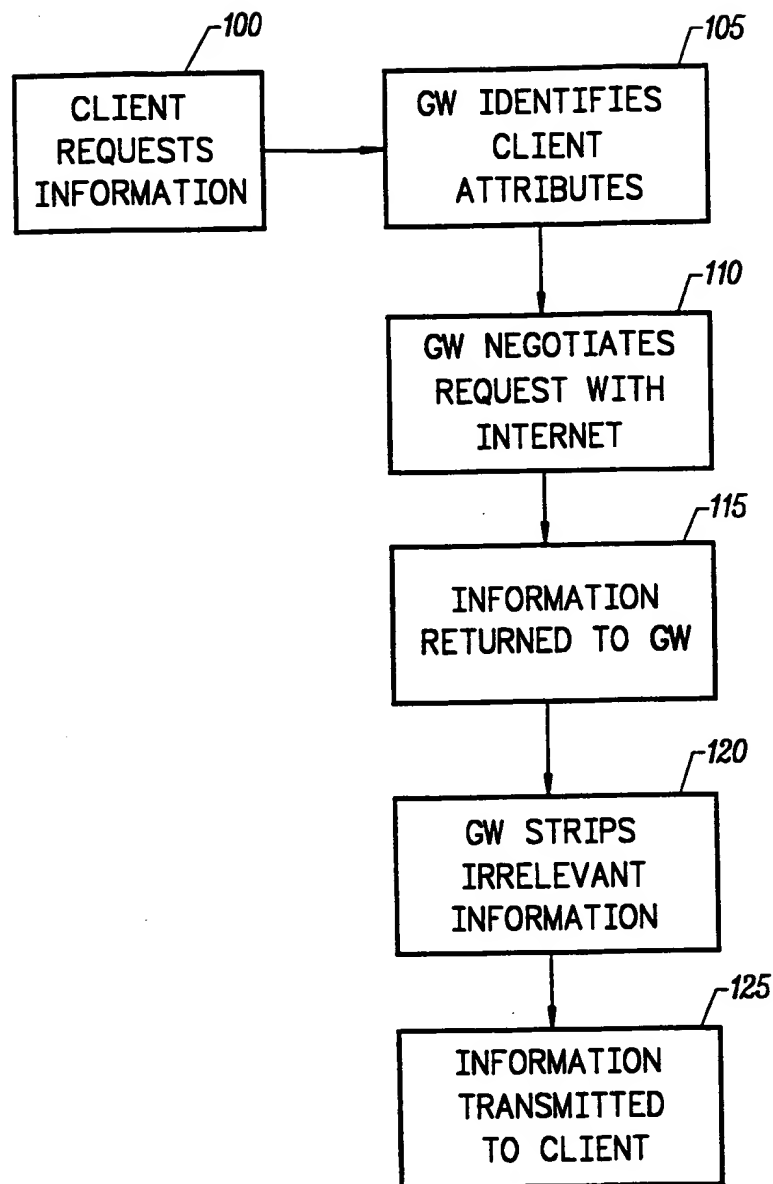 100
CLIENT
REQUESTS
INFORMATION
105
GW IDENTIFIES
CLIENT
ATTRIBUTES
110
GW NEGOTIATES
REQUEST WITH
INTERNET
115
INFORMATION
RETURNED TO GW
120
GW STRIPS
IRRELEVANT
INFORMATION
125
INFORMATION
TRANSMITTED
TO CLIENT